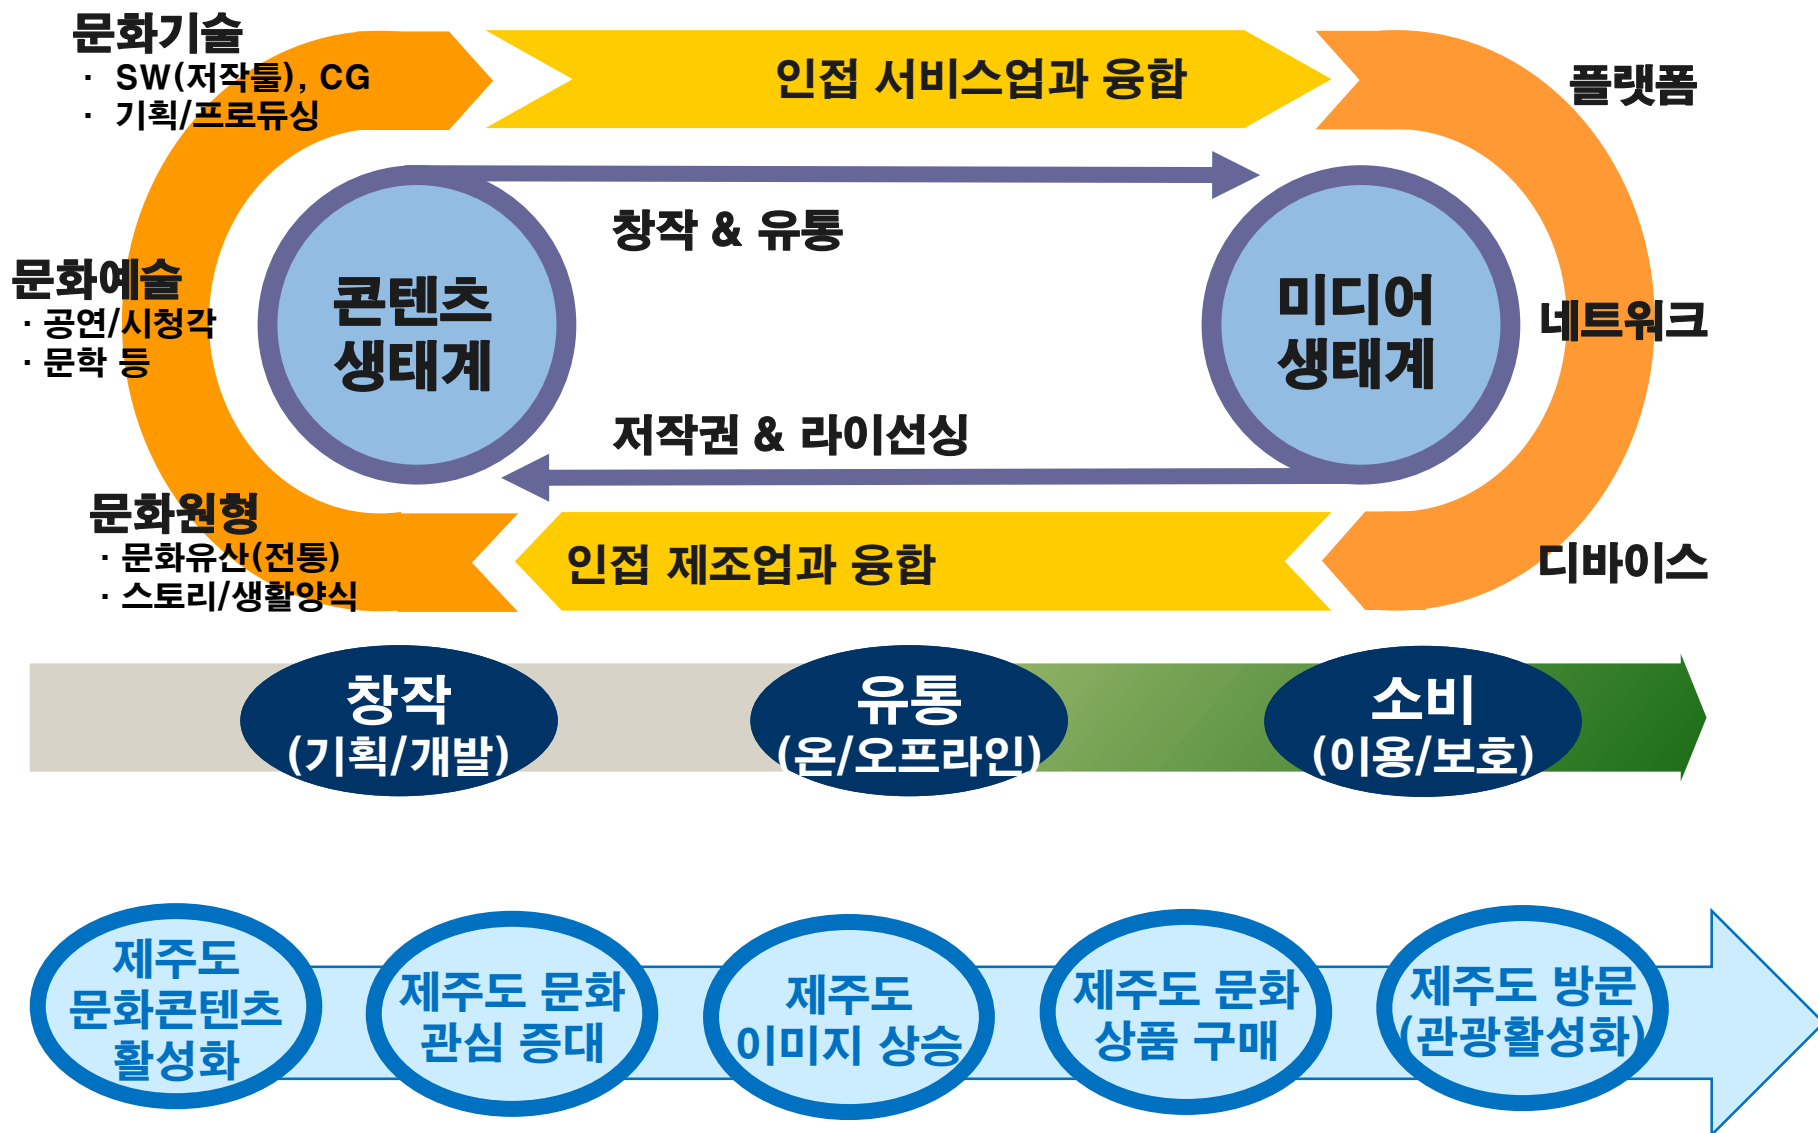 문화기술
· SW(저작툴), CG
· 기획/프로듀싱
인접 서비스업과 융합
플랫폼
창작 & 유통
문화예술
· 공연/시청각
· 문학 등
콘텐츠
생태계
미디어
생태계
네트워크
저작권 & 라이선싱
문화원형
· 문화유산(전통)
· 스토리/생활양식
인접 제조업과 융합
디바이스
창작
(기획/개발)
유통
(온/오프라인)
소비
(이용/보호)
제주도
문화콘텐츠
활성화
제주도 문화
관심 증대
제주도
이미지 상승
제주도 문화
상품 구매
제주도 방문
(관광활성화)